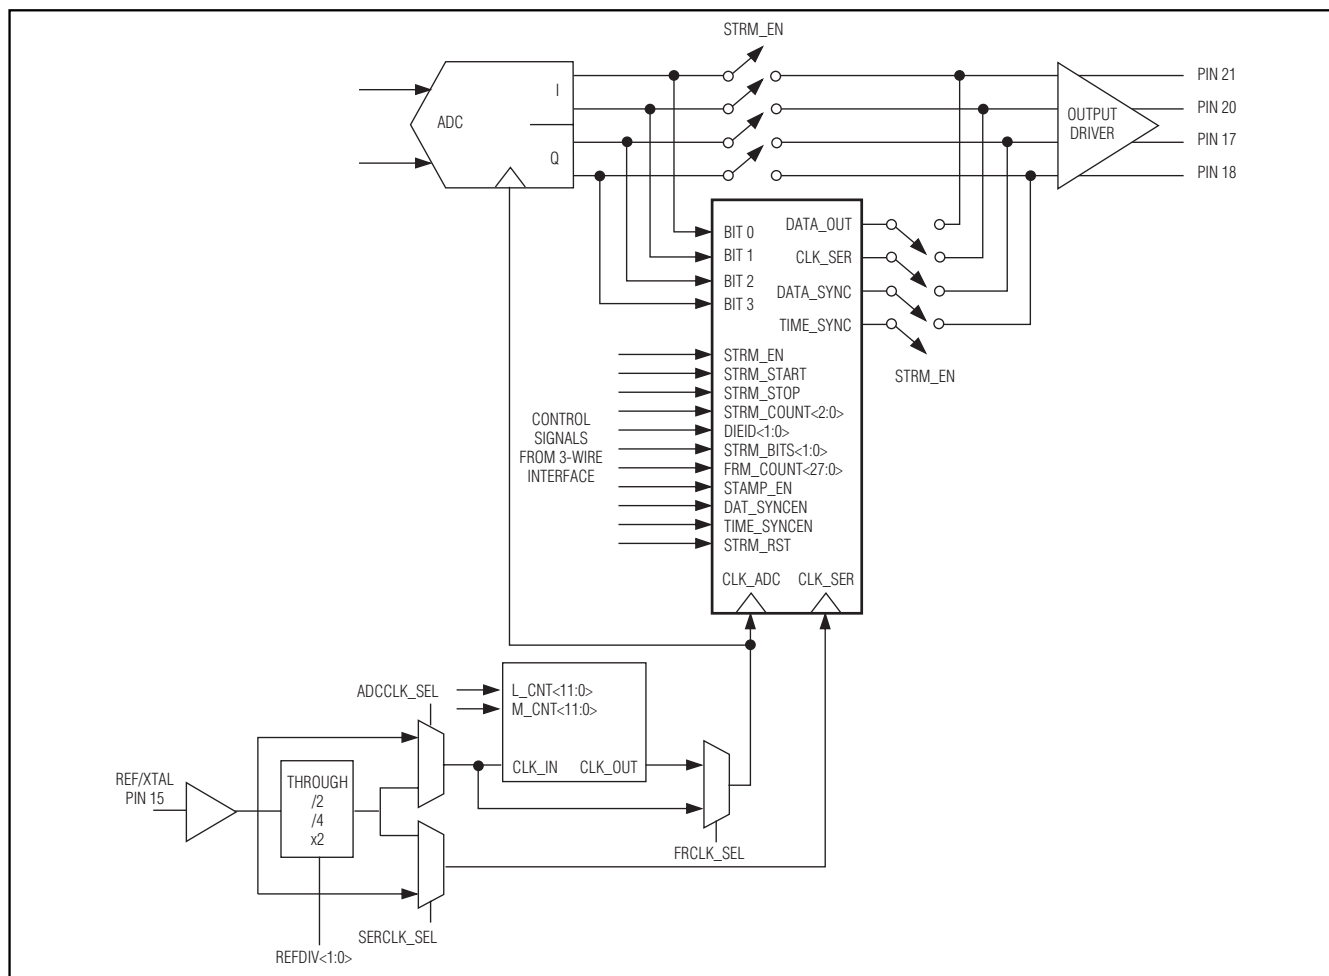 STRM_EN
PIN 21
I
PIN 20
ADC
OUTPUT
DRIVER
PIN 17
Q
PIN 18
BIT 0
BIT 1
BIT 2
BIT 3
DATA_OUT
CLK_SER
DATA_SYNC
TIME_SYNC
STRM_EN
CONTROL
SIGNALS
FROM 3-WIRE
INTERFACE
STRM_EN
STRM_START
STRM_STOP
STRM_COUNT<2:0>
DIEID<1:0>
STRM_BITS<1:0>
FRM_COUNT<27:0>
STAMP_EN
DAT_SYNCEN
TIME_SYNCEN
STRM_RST
CLK_ADC
CLK_SER
ADCCLK_SEL
L_CNT<11:0>
M_CNT<11:0>
CLK_IN
CLK_OUT
REF/XTAL
PIN 15
THROUGH
/2
/4
x2
FRCLK_SEL
SERCLK_SEL
REFDIV<1:0>